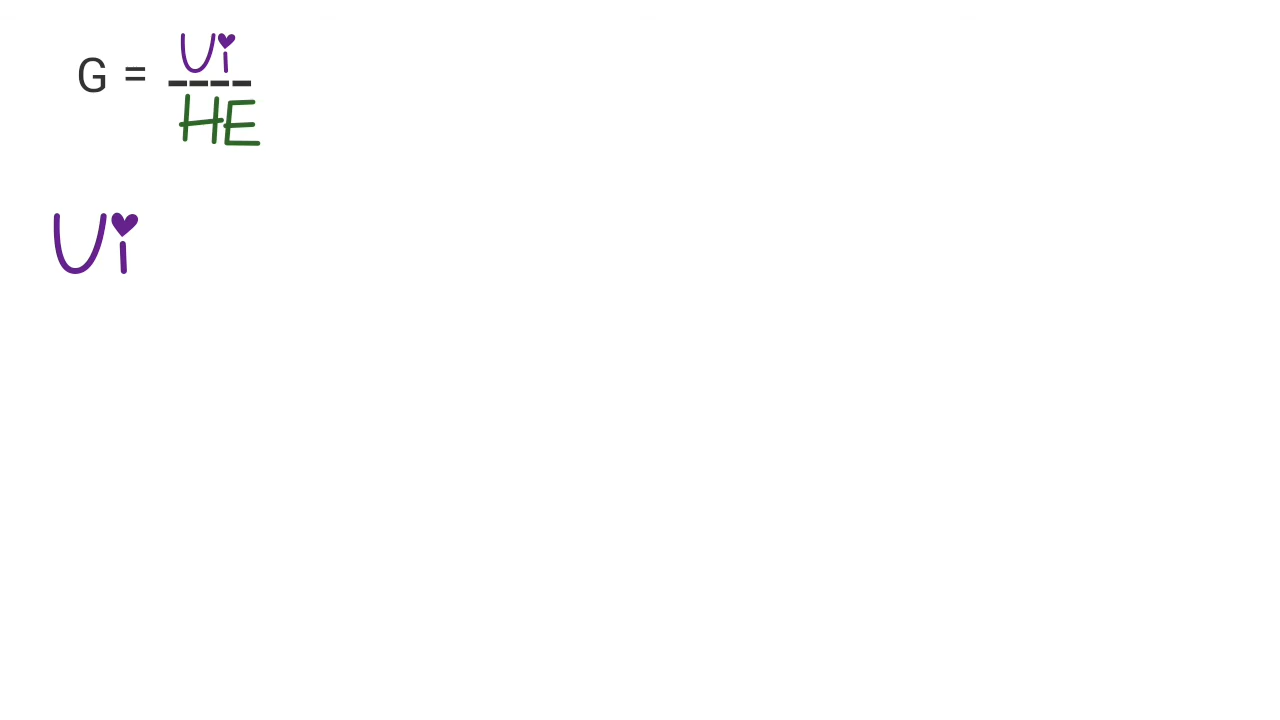 Ui
G = ----
HE
Ui